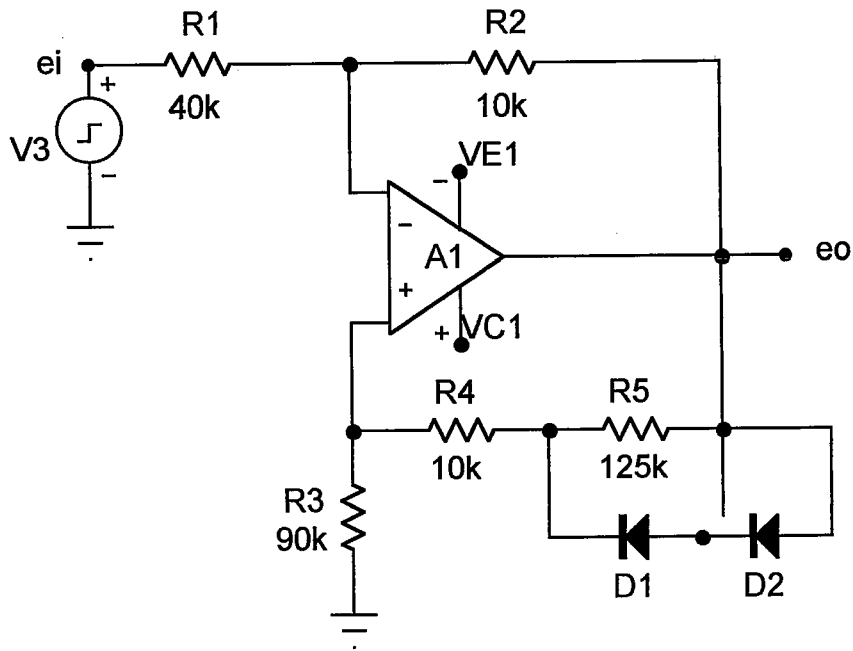 R1
R2
ei
+
40k
10k
V3
−
VE1
−
−
A1
eo
+
+
VC1
R4
R5
10k
125k
R3
90k
D1
D2